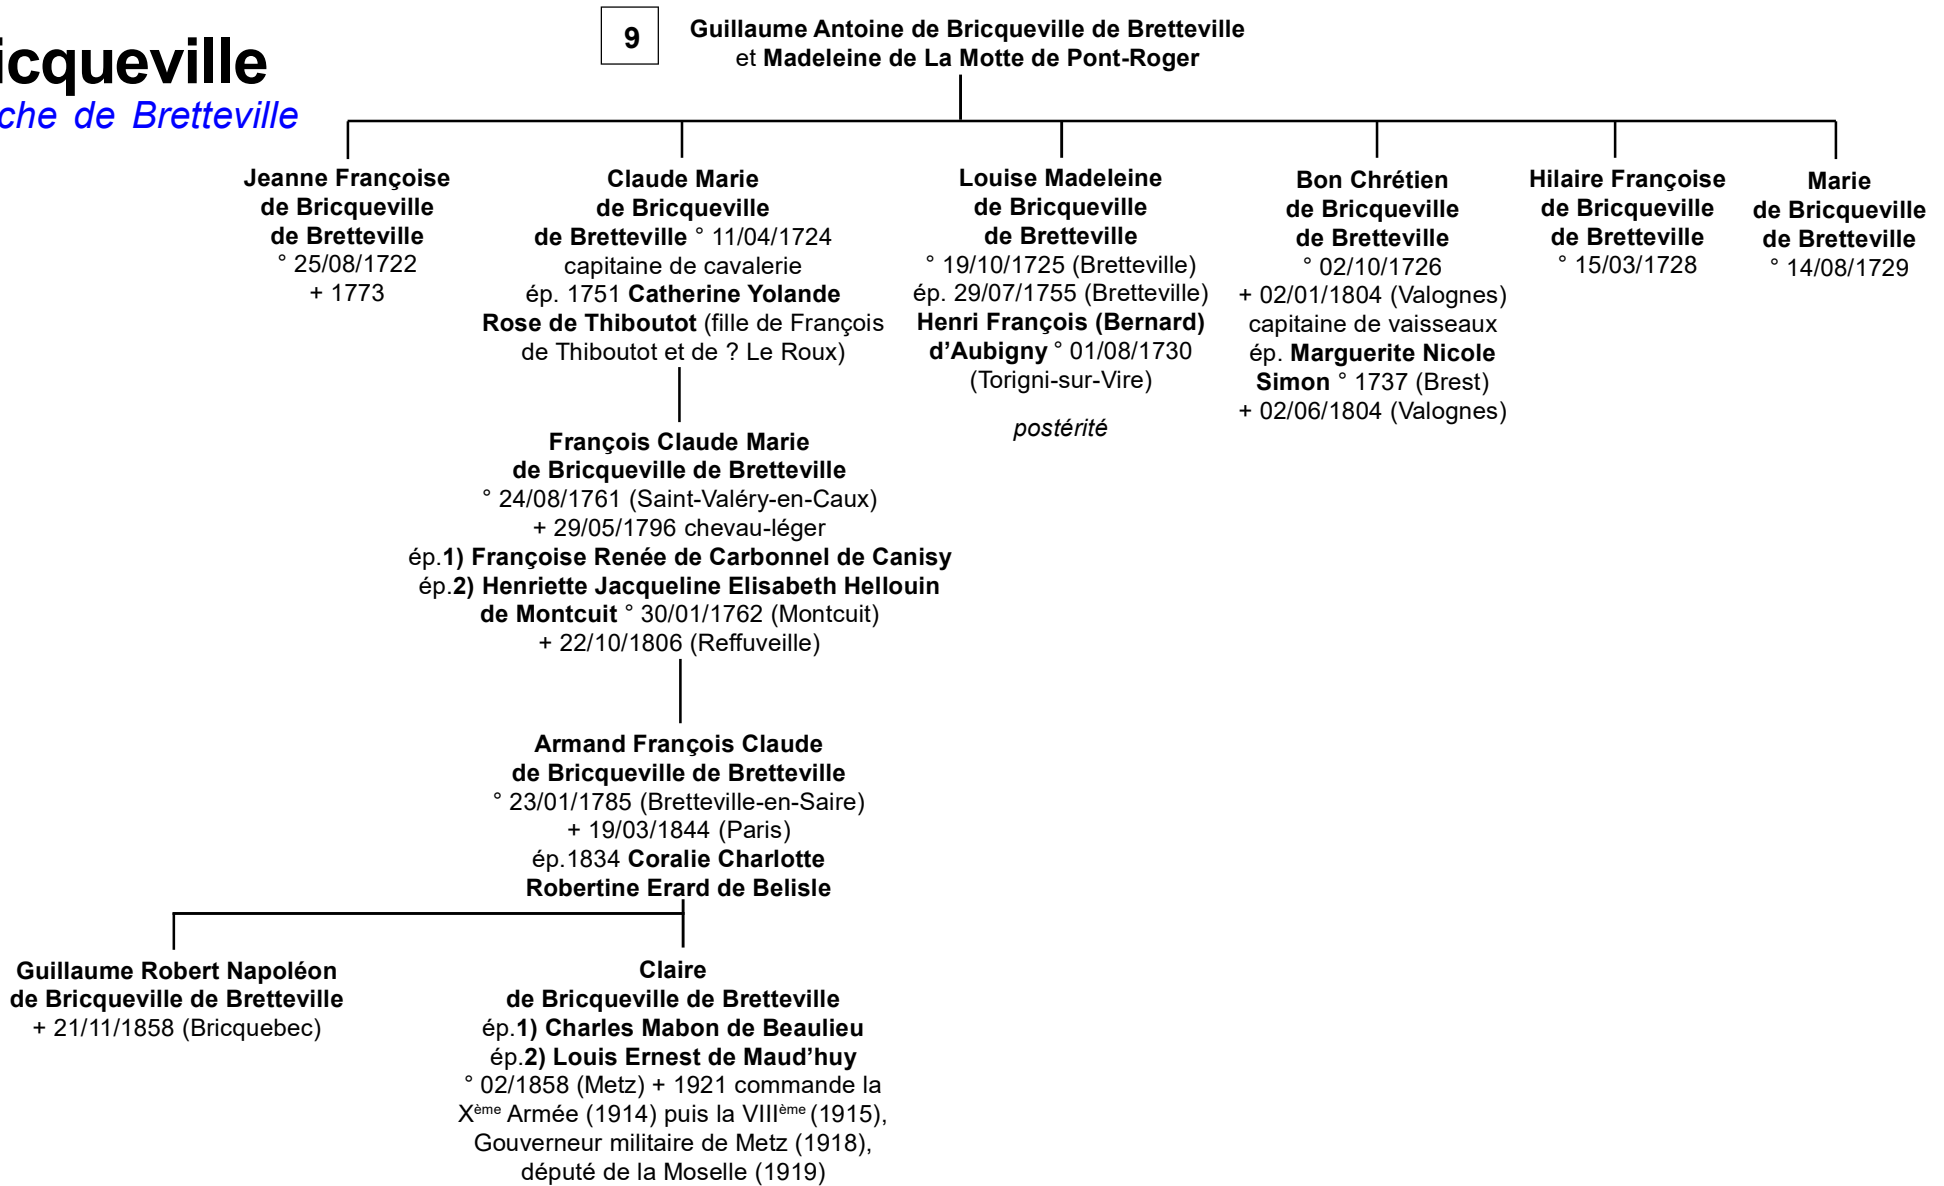 icqueville
che de Bretteville
9
Guillaume Antoine de Bricqueville de Bretteville
et Madeleine de La Motte de Pont-Roger
Jeanne Françoise
de Bricqueville
de Bretteville
° 25/08/1722
+ 1773
Claude Marie
de Bricqueville
de Bretteville ° 11/04/1724
capitaine de cavalerie
ép. 1751 Catherine Yolande
Rose de Thiboutot (fille de François
de Thiboutot et de ? Le Roux)
Louise Madeleine
de Bricqueville
de Bretteville
° 19/10/1725 (Bretteville)
ép. 29/07/1755 (Bretteville)
Henri François (Bernard)
d’Aubigny ° 01/08/1730
(Torigni-sur-Vire)
postérité
Bon Chrétien
de Bricqueville
de Bretteville
° 02/10/1726
+ 02/01/1804 (Valognes)
capitaine de vaisseaux
ép. Marguerite Nicole
Simon ° 1737 (Brest)
+ 02/06/1804 (Valognes)
Hilaire Françoise
de Bricqueville
de Bretteville
° 15/03/1728
Marie
de Bricqueville
de Bretteville
° 14/08/1729
François Claude Marie
de Bricqueville de Bretteville
° 24/08/1761 (Saint-Valéry-en-Caux)
+ 29/05/1796 chevau-léger
ép.1) Françoise Renée de Carbonnel de Canisy
ép.2) Henriette Jacqueline Elisabeth Hellouin
de Montcuit ° 30/01/1762 (Montcuit)
+ 22/10/1806 (Reffuveille)
Armand François Claude
de Bricqueville de Bretteville
° 23/01/1785 (Bretteville-en-Saire)
+ 19/03/1844 (Paris)
ép.1834 Coralie Charlotte
Robertine Erard de Belisle
Guillaume Robert Napoléon
de Bricqueville de Bretteville
+ 21/11/1858 (Bricquebec)
Claire
de Bricqueville de Bretteville
ép.1) Charles Mabon de Beaulieu
ép.2) Louis Ernest de Maud’huy
° 02/1858 (Metz) + 1921 commande la
Xème Armée (1914) puis la VIIIème (1915),
Gouverneur militaire de Metz (1918),
député de la Moselle (1919)